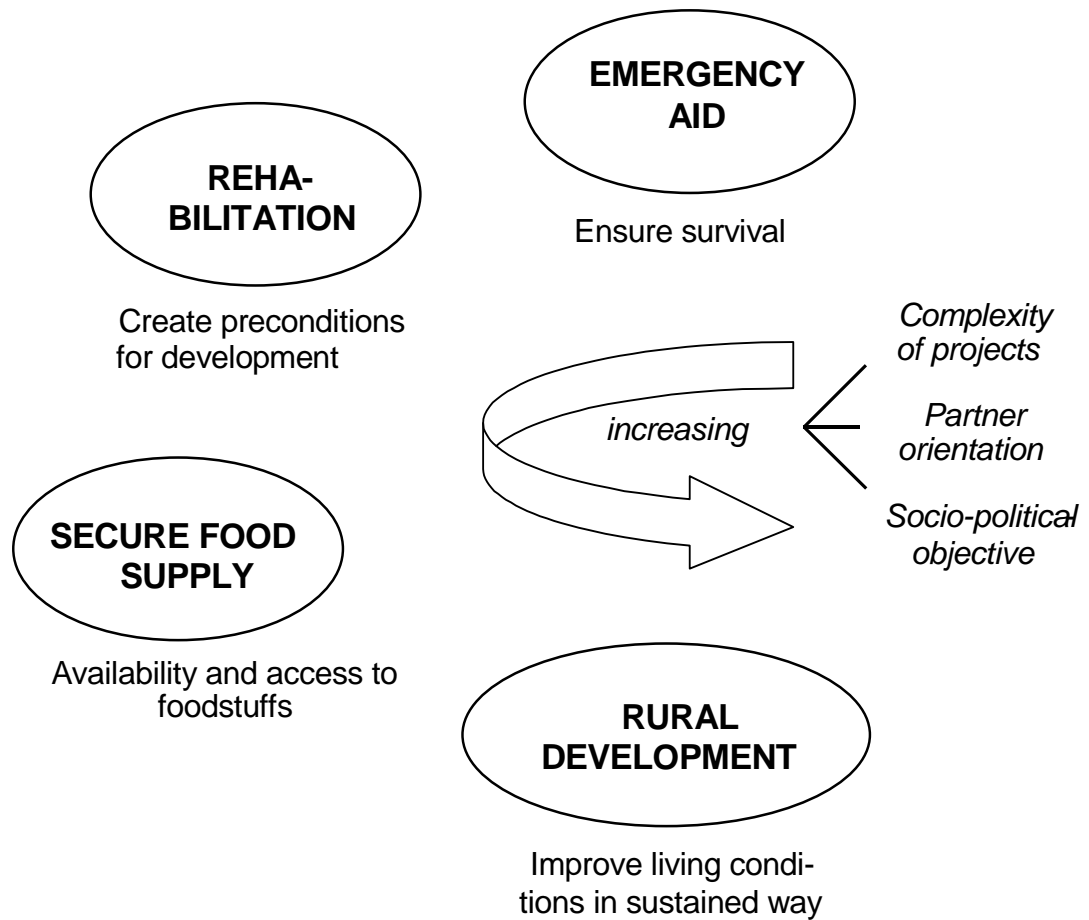 EMERGENCY
AID
Ensure survival
REHA-
BILITATION
Create preconditions
for development
Complexity
of projects
increasing
Partner
orientation
Socio-political-
objective
SECURE FOOD
SUPPLY
Availability and access to
foodstuffs
RURAL
DEVELOPMENT
Improve living condi-
tions in sustained way